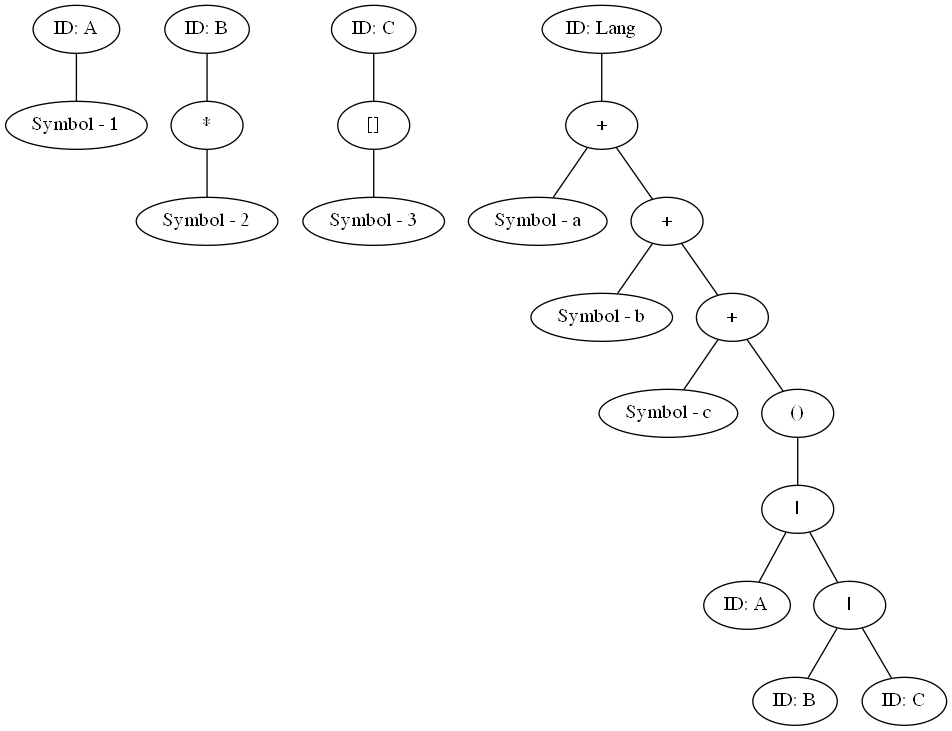 ID: A
ID: B
ID: C
ID: Lang
Symbol - 1
*
[]
+
Symbol - 2
Symbol - 3
Symbol - a
+
Symbol - b
+
Symbol - c
()
|
ID: A
|
ID: B
ID: C